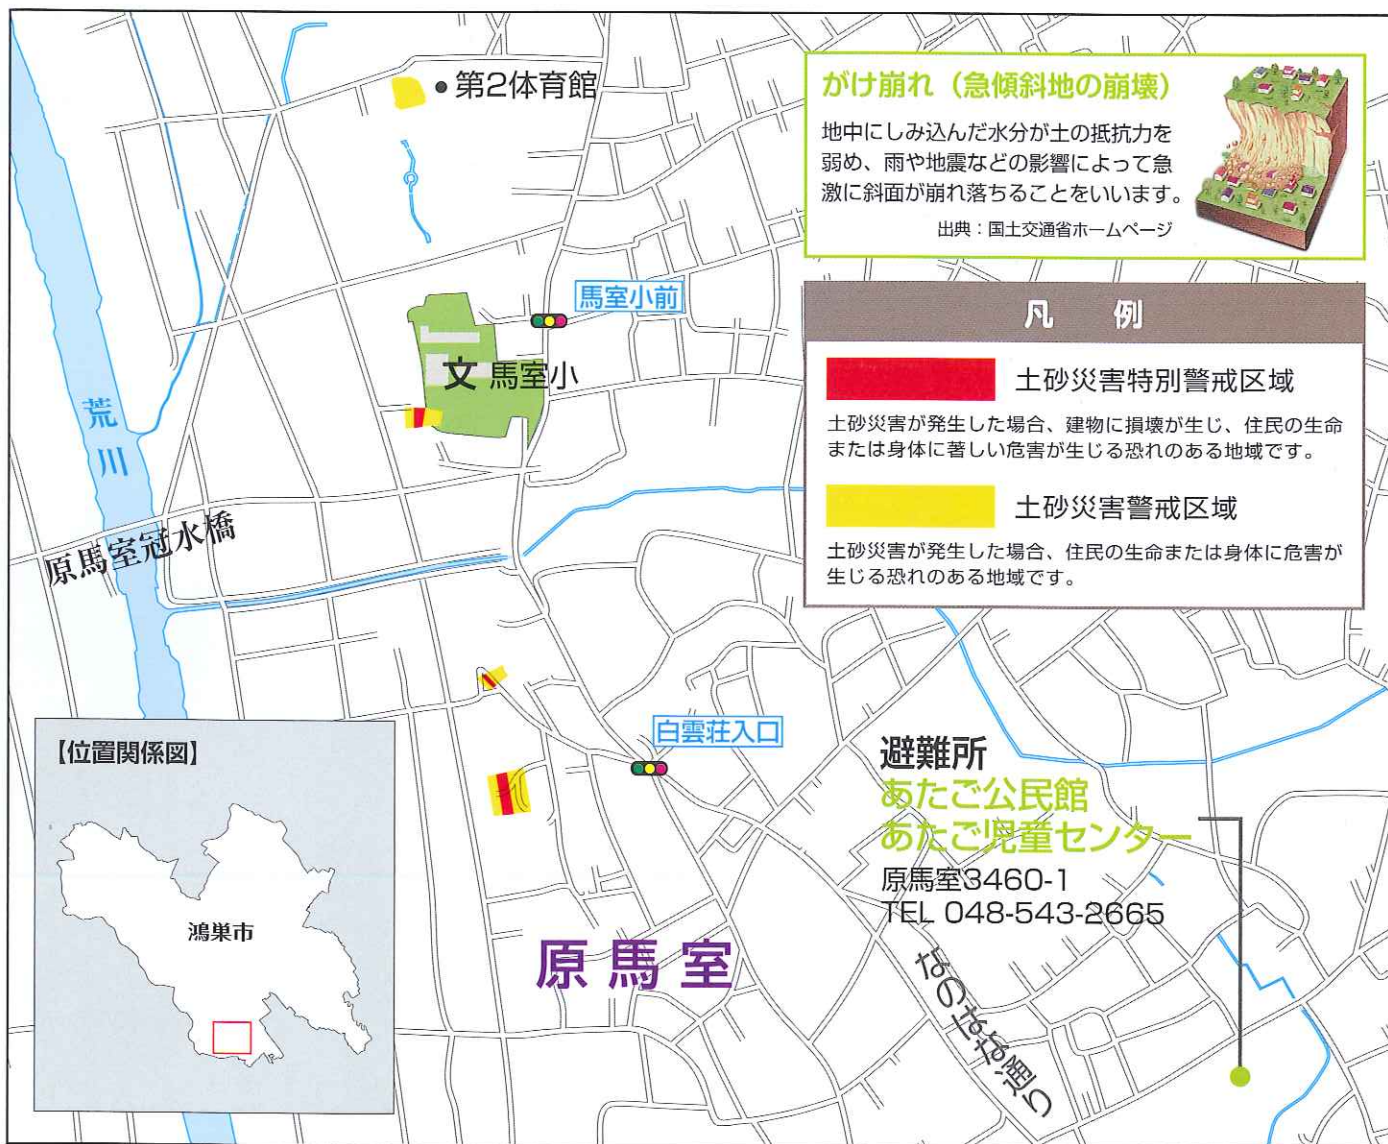 第2体育館
がけ崩れ（急傾斜地の崩壊）
地中にしみ込んだ水分が土の抵抗力を
弱め、雨や地震などの影響によって急
激に斜面が崩れ落ちることをいいます。
出典：国土交通省ホームページ
馬室小前
凡 例
文 馬室小
土砂災害特別警戒区域
土砂災害が発生した場合、建物に損壊が生じ、住民の生命
または身体に著しい危害が生じる恐れのある地域です。
土砂災害警戒区域
土砂災害が発生した場合、住民の生命または身体に危害が
生じる恐れのある地域です。
荒川
原馬室冠水橋
白雲荘入口
【位置関係図】
鴻巣市
避難所
あたご公民館
あたご児童センター
原馬室3460-1
TEL 048-543-2665
原馬室